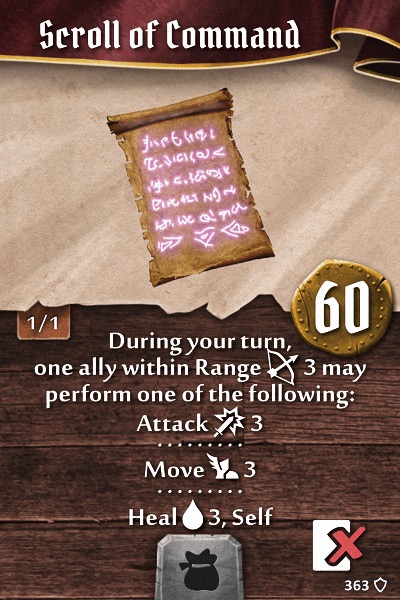 Scroll of Command
1/1
60
During your turn,
one ally within Range 3 may
perform one of the following:
Attack 3
Move 3
Heal 3, Self
363